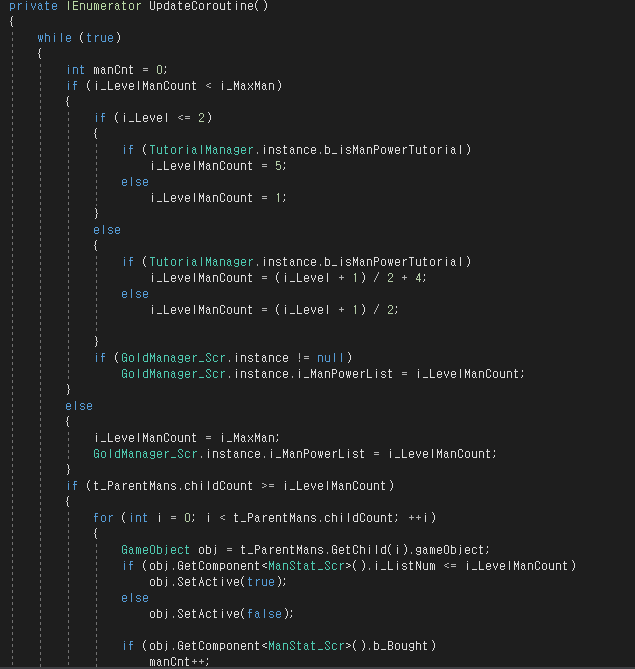 private IEnumerator UpdateCoroutine()
{
while (true)
{
int manCnt = 0;
if (i_LevelManCount < i_MaxMan)
{
if (i_Level <= 2)
{
if (TutorialManager.instance.b_isManPowerTutorial)
i_LevelManCount = 5;
else
i_LevelManCount = 1;
}
else
{
if (TutorialManager.instance.b_isManPowerTutorial)
i_LevelManCount = (i_Level + 1) / 2 + 4;
else
i_LevelManCount = (i_Level + 1) / 2;
}
if (GoldManager_Scr.instance != null)
GoldManager_Scr.instance.i_ManPowerList = i_LevelManCount;
}
else
{
i_LevelManCount = i_MaxMan;
GoldManager_Scr.instance.i_ManPowerList = i_LevelManCount;
}
if (t_ParentMans.childCount >= i_LevelManCount)
{
for (int i = 0; i < t_ParentMans.childCount; ++i)
{
GameObject obj = t_ParentMans.GetChild(i).gameObject;
if (obj.GetComponent<ManStat_Scr>().i_ListNum <= i_LevelManCount)
obj.SetActive(true);
else
obj.SetActive(false);
if (obj.GetComponent<ManStat_Scr>().b_Bought)
manCnt++;